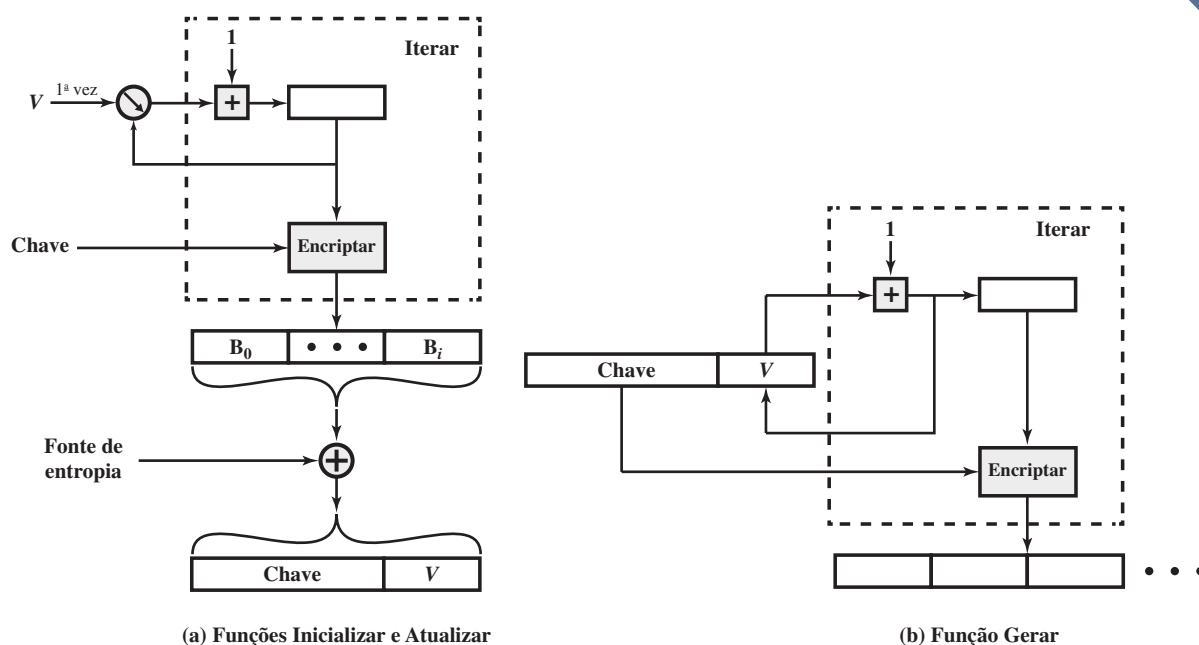 1
Iterar
V
1ª vez
+
Chave
Encriptar
B0 • • • Bi
Fonte de
entropia
+
Chave V
(a) Funções Inicializar e Atualizar
1
Iterar
+
Chave V
Encriptar
• • •
(b) Função Gerar